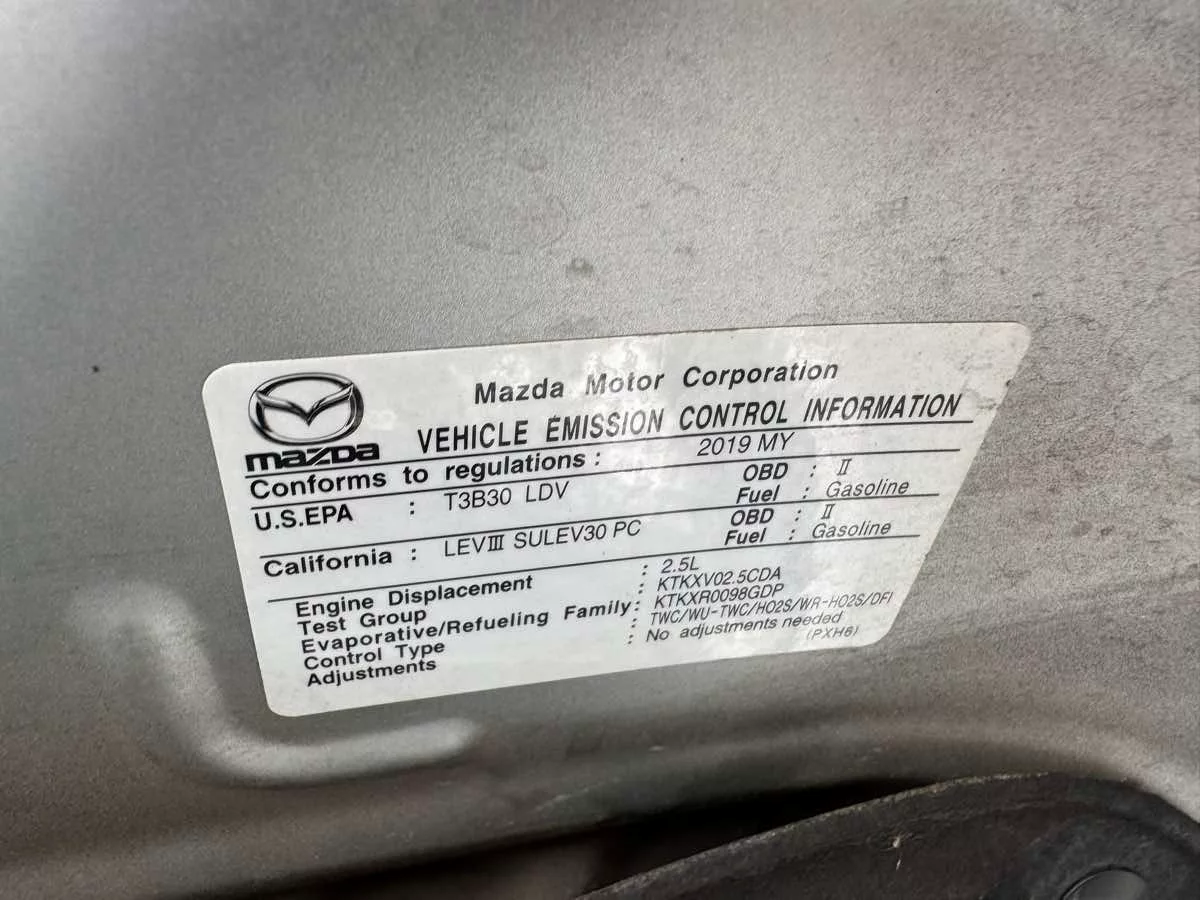 Mazda Motor Corporation
mazda
VEHICLE EMISSION CONTROL INFORMATION
Conforms to regulations : 2019 MY
U.S.EPA : T3B30 LDV OBD : II
Fuel : Gasoline
California : LEVIII SULEV30 PC OBD : II
Fuel : Gasoline
Engine Displacement : 2.5L
Test Group : KTKXV02.5CDA
Evaporative/Refueling Family : KTKXR0098GDP
Control Type : TWC/WU-TWC/HO2S/WR-HO2S/DFI
Adjustments : No adjustments needed
(PXH6)